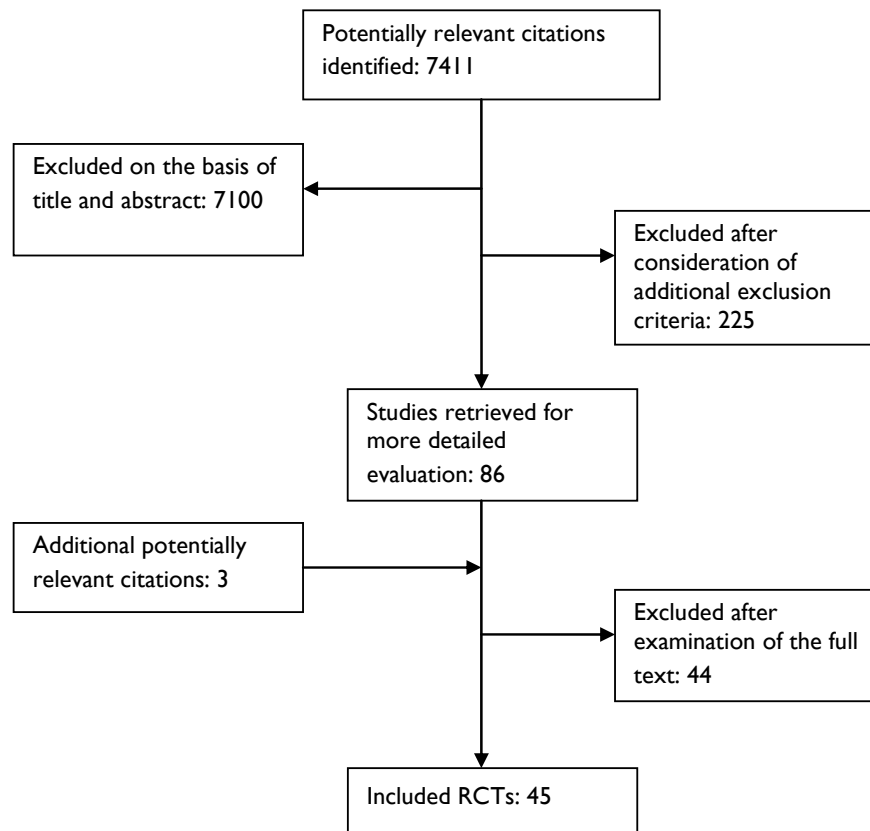 Potentially relevant citations
identified: 7411
Excluded on the basis of
title and abstract: 7100
Excluded after
consideration of
additional exclusion
criteria: 225
Studies retrieved for
more detailed
evaluation: 86
Additional potentially
relevant citations: 3
Excluded after
examination of the full
text: 44
Included RCTs: 45